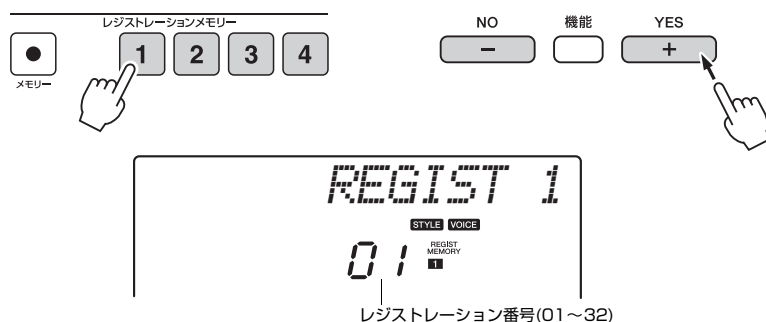 レジストレーションメモリー
NO 機能 YES
1 2 3 4
− +
メモリー
REGIST 1
STYLE VOICE
01 REGIST MEMORY 1
レジストレーション番号(01〜32)